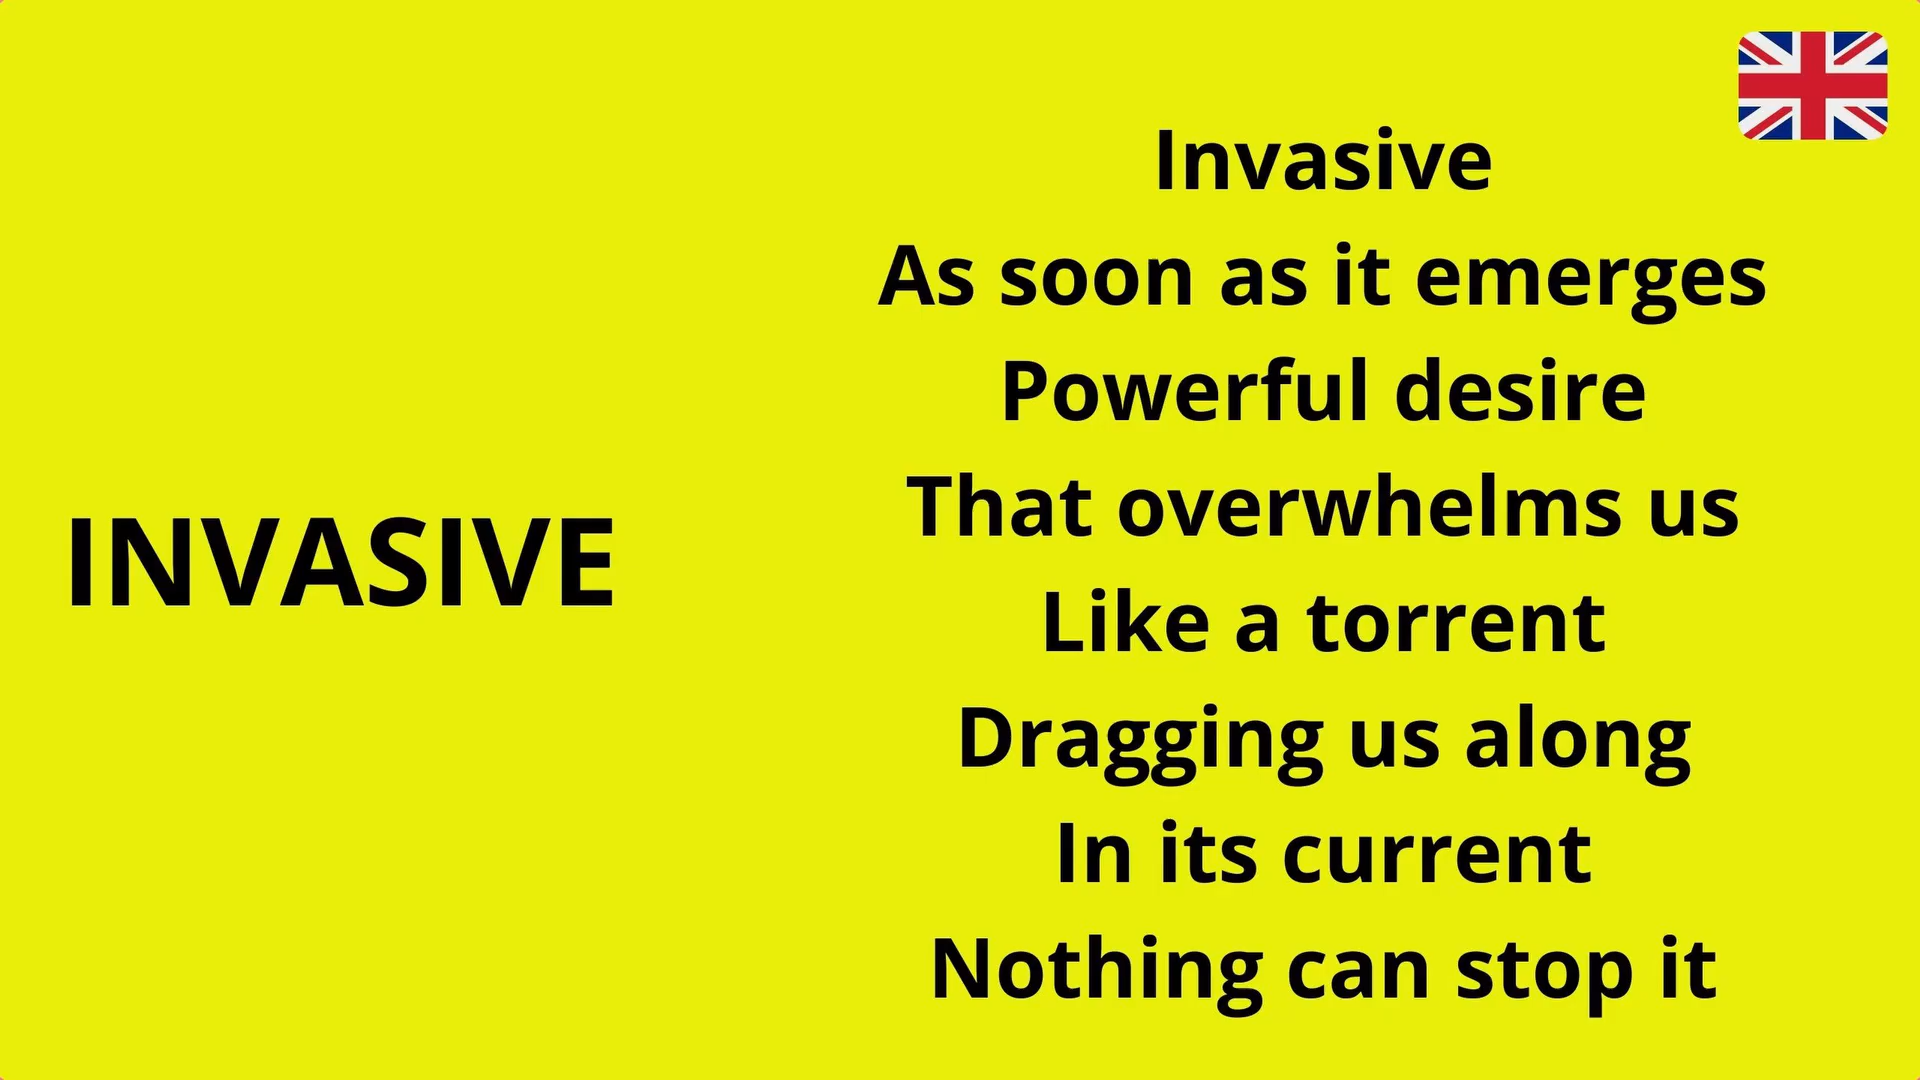 INVASIVE
Invasive
As soon as it emerges
Powerful desire
That overwhelms us
Like a torrent
Dragging us along
In its current
Nothing can stop it